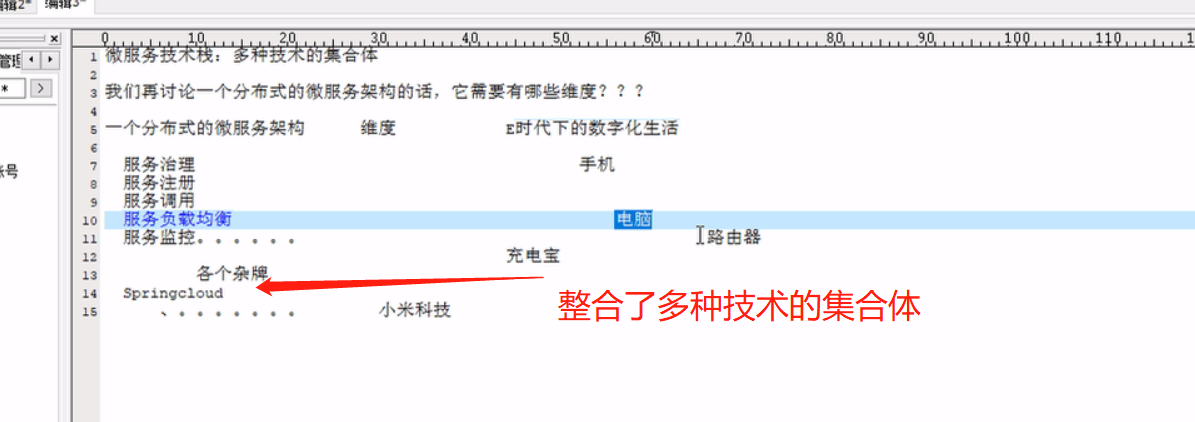 编辑2*
编辑3*
0 10 20 30 40 50 60 70 80 90 100 110
1 微服务技术栈：多种技术的集合体
2
3 我们再讨论一个分布式的微服务架构的话，它需要有哪些维度？？？
4
5 一个分布式的微服务架构 维度 E时代下的数字化生活
6
7 服务治理 手机
8 服务注册
9 服务调用
10 服务负载均衡 电脑
11 服务监控。。。。。。 路由器
12 充电宝
13 各个杂牌
14 Springcloud
15 、。。。。。。。 小米科技
整合了多种技术的集合体
管理
*
账号